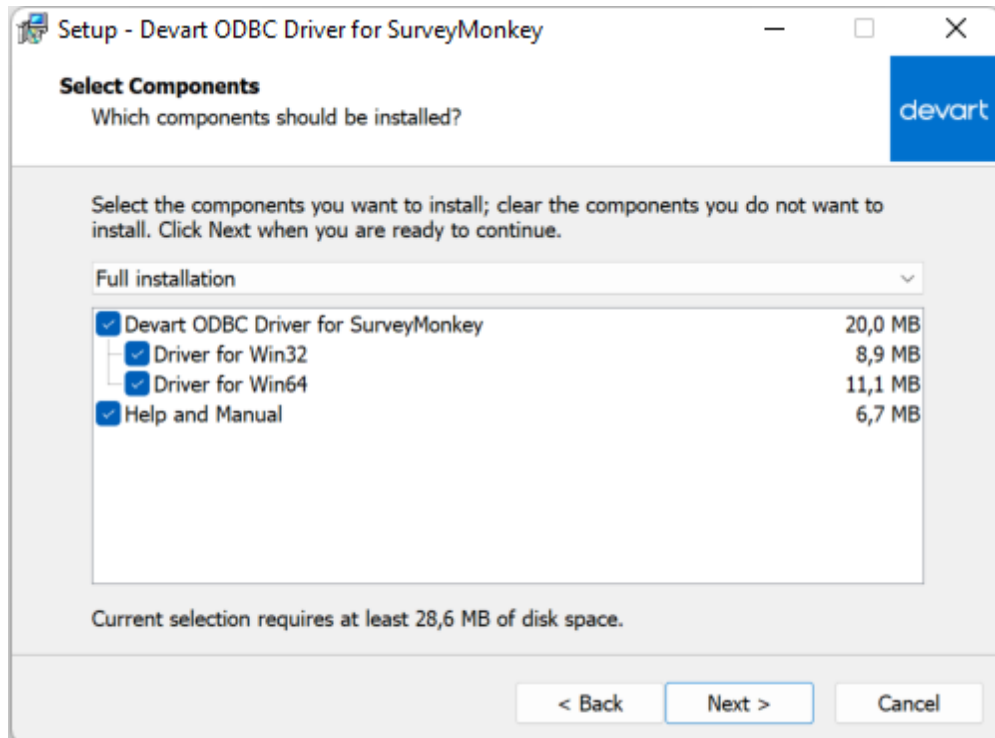 Setup - Devart ODBC Driver for SurveyMonkey
Select Components
Which components should be installed?
devart
Select the components you want to install; clear the components you do not want to
install. Click Next when you are ready to continue.
Full installation
Devart ODBC Driver for SurveyMonkey 20,0 MB
Driver for Win32 8,9 MB
Driver for Win64 11,1 MB
Help and Manual 6,7 MB
Current selection requires at least 28,6 MB of disk space.
< Back Next > Cancel